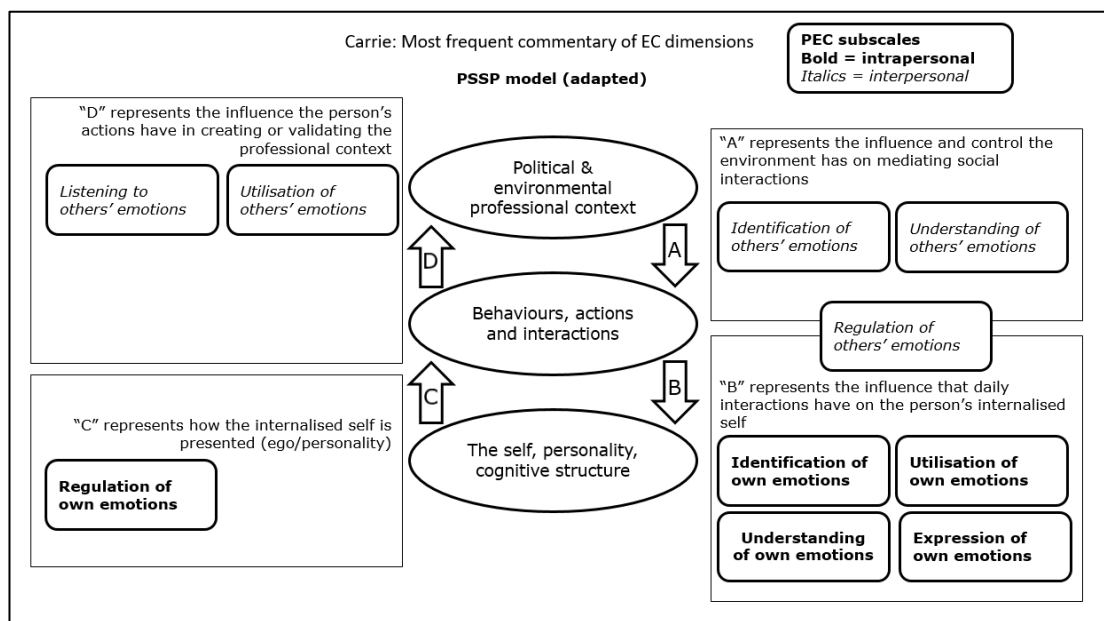 Carrie: Most frequent commentary of EC dimensions
PSSP model (adapted)
PEC subscales
Bold = intrapersonal
Italics = interpersonal
“D” represents the influence the person’s
actions have in creating or validating the
professional context
Listening to
others’ emotions
Utilisation of
others’ emotions
Political &
environmental
professional context
“A” represents the influence and control the
environment has on mediating social
interactions
Identification of
others’ emotions
Understanding of
others’ emotions
D
A
Behaviours, actions
and interactions
Regulation of
others’ emotions
C
B
“C” represents how the internalised self is
presented (ego/personality)
Regulation of
own emotions
The self, personality,
cognitive structure
“B” represents the influence that daily
interactions have on the person’s internalised
self
Identification of
own emotions
Utilisation of
own emotions
Understanding
of own emotions
Expression of
own emotions